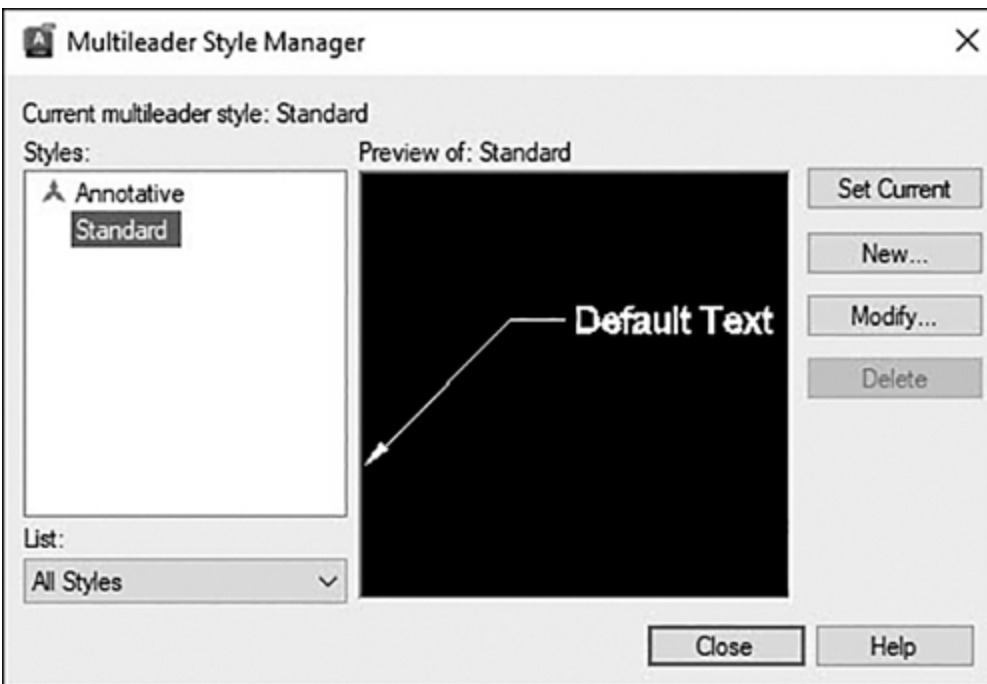 Multileader Style Manager
Current multileader style: Standard
Styles:
Preview of: Standard
Annotative
Standard
Default Text
Set Current
New...
Modify...
Delete
List:
All Styles
Close
Help